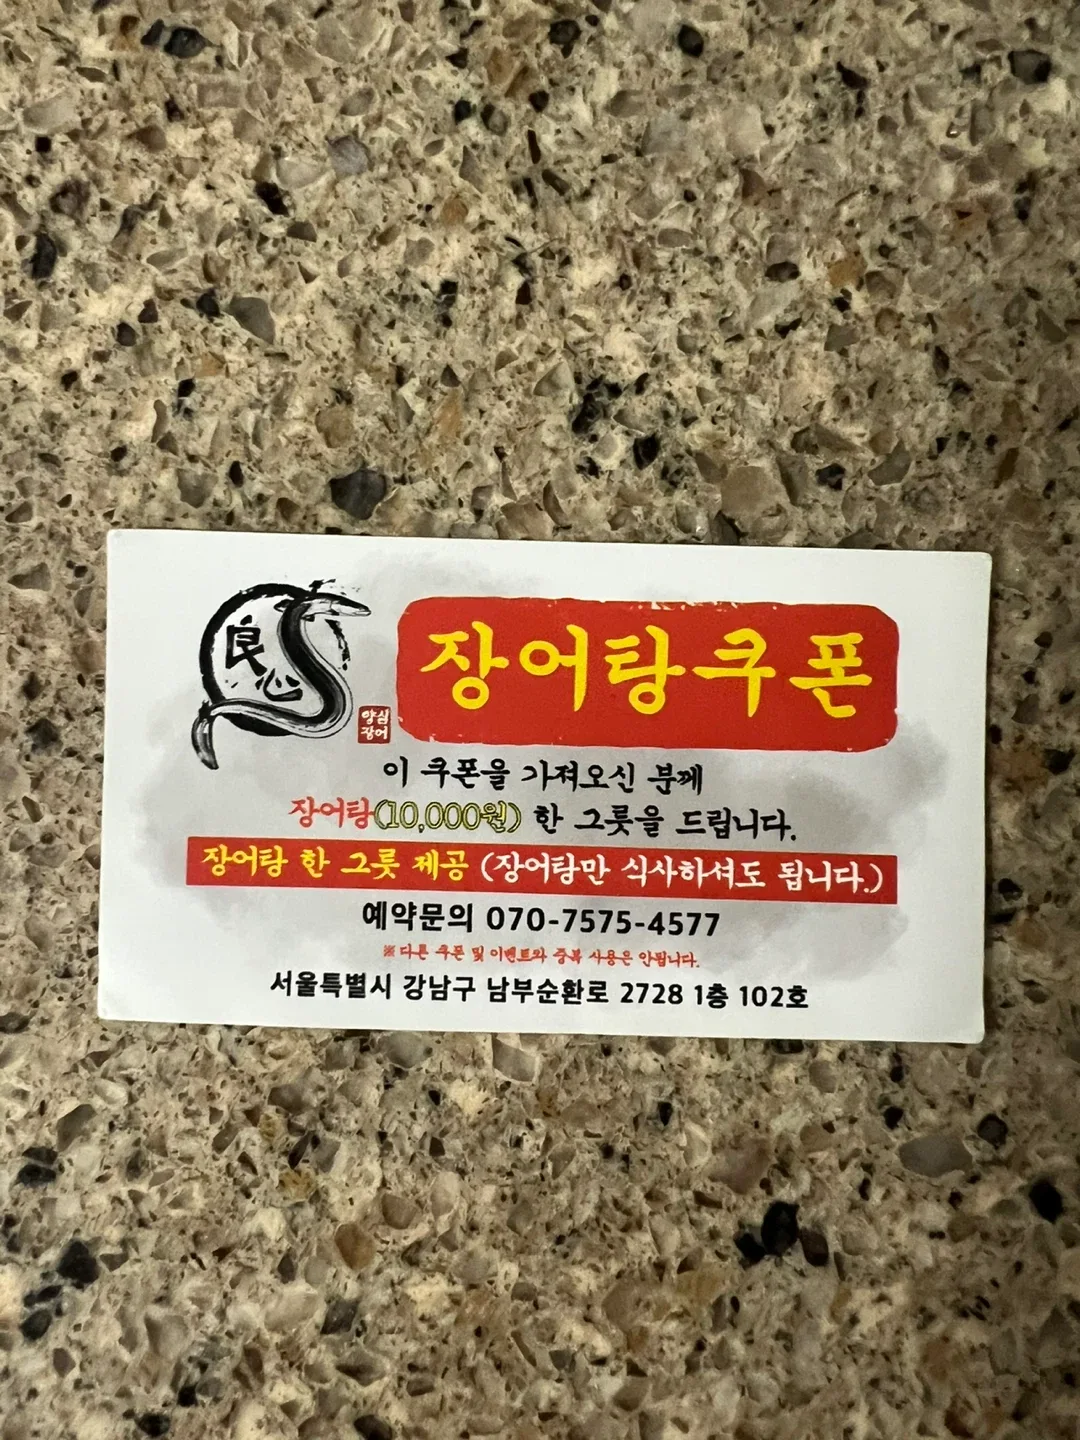 良心
양심
장어
장어탕쿠폰
이 쿠폰을 가져오신 분께
장어탕(10,000원) 한 그릇을 드립니다.
장어탕 한 그릇 제공 (장어탕만 식사하셔도 됩니다.)
예약문의 070-7575-4577
※ 다른 쿠폰 및 이벤트와 중복 사용은 안됩니다.
서울특별시 강남구 남부순환로 2728 1층 102호